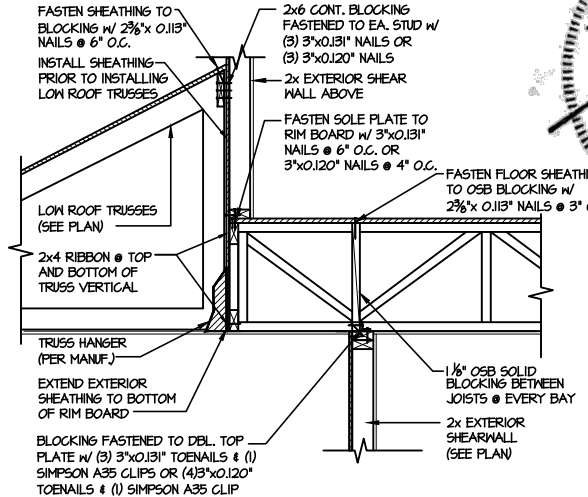 FASTEN SHEATHING TO
BLOCKING W/ 2⅜"X 0.113"
NAILS @ 6" O.C.
INSTALL SHEATHING
PRIOR TO INSTALLING
LOW ROOF TRUSSES
2X6 CONT. BLOCKING
FASTENED TO EA. STUD W/
(3) 3"X0.131" NAILS OR
(3) 3"X0.120" NAILS
2X EXTERIOR SHEAR
WALL ABOVE
FASTEN SOLE PLATE TO
RIM BOARD W/ 3"X0.131"
NAILS @ 6" O.C. OR
3"X0.120" NAILS @ 4" O.C.
FASTEN FLOOR SHEATHI
TO OSB BLOCKING W/
2⅜"X 0.113" NAILS @ 3"
LOW ROOF TRUSSES
(SEE PLAN)
2X4 RIBBON @ TOP
AND BOTTOM OF
TRUSS VERTICAL
TRUSS HANGER
(PER MANUF.)
EXTEND EXTERIOR
SHEATHING TO BOTTOM
OF RIM BOARD
BLOCKING FASTENED TO DBL. TOP
PLATE W/ (3) 3"X0.131" TOENAILS & (1)
SIMPSON A35 CLIPS OR (4)3"X0.120"
TOENAILS & (1) SIMPSON A35 CLIP
1⅛" OSB SOLID
BLOCKING BETWEEN
JOISTS @ EVERY BAY
2X EXTERIOR
SHEARWALL
(SEE PLAN)